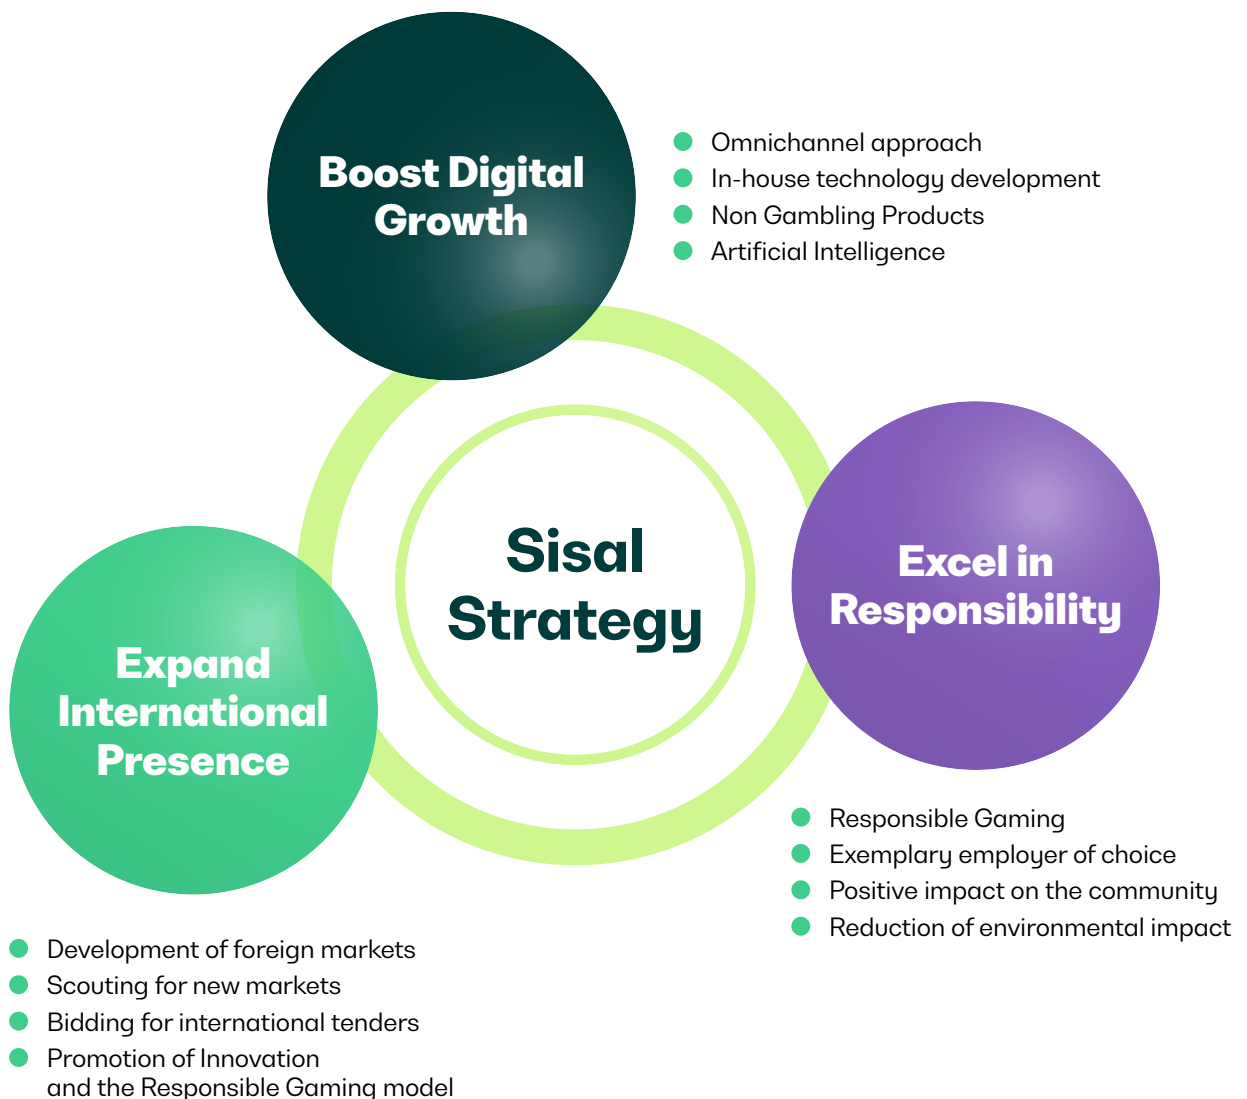 Boost Digital
Growth
Omnichannel approach
In-house technology development
Non Gambling Products
Artificial Intelligence
Sisal
Strategy
Excel in
Responsibility
Responsible Gaming
Exemplary employer of choice
Positive impact on the community
Reduction of environmental impact
Expand
International
Presence
Development of foreign markets
Scouting for new markets
Bidding for international tenders
Promotion of Innovation
and the Responsible Gaming model